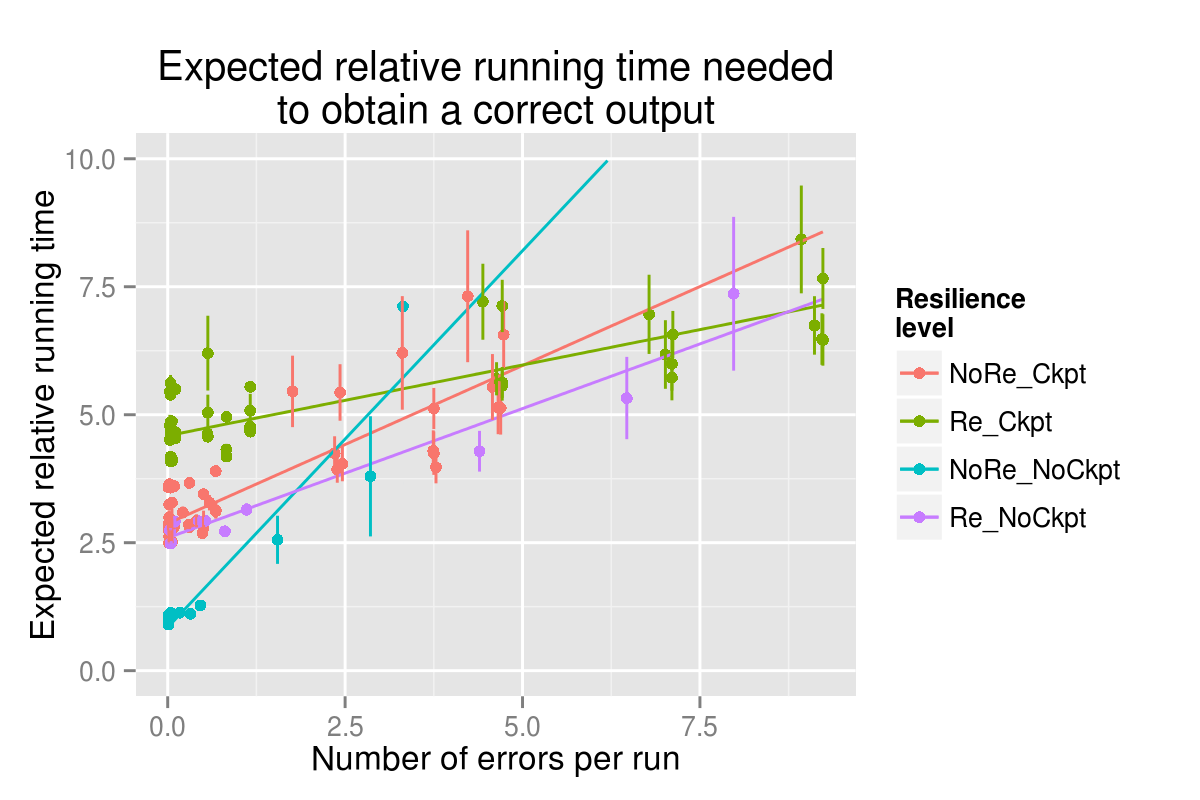 Expected relative running time needed
to obtain a correct output
Expected relative running time
10.0
7.5
5.0
2.5
0.0
0.0 2.5 5.0 7.5
Number of errors per run
Resilience
level
NoRe_Ckpt
Re_Ckpt
NoRe_NoCkpt
Re_NoCkpt